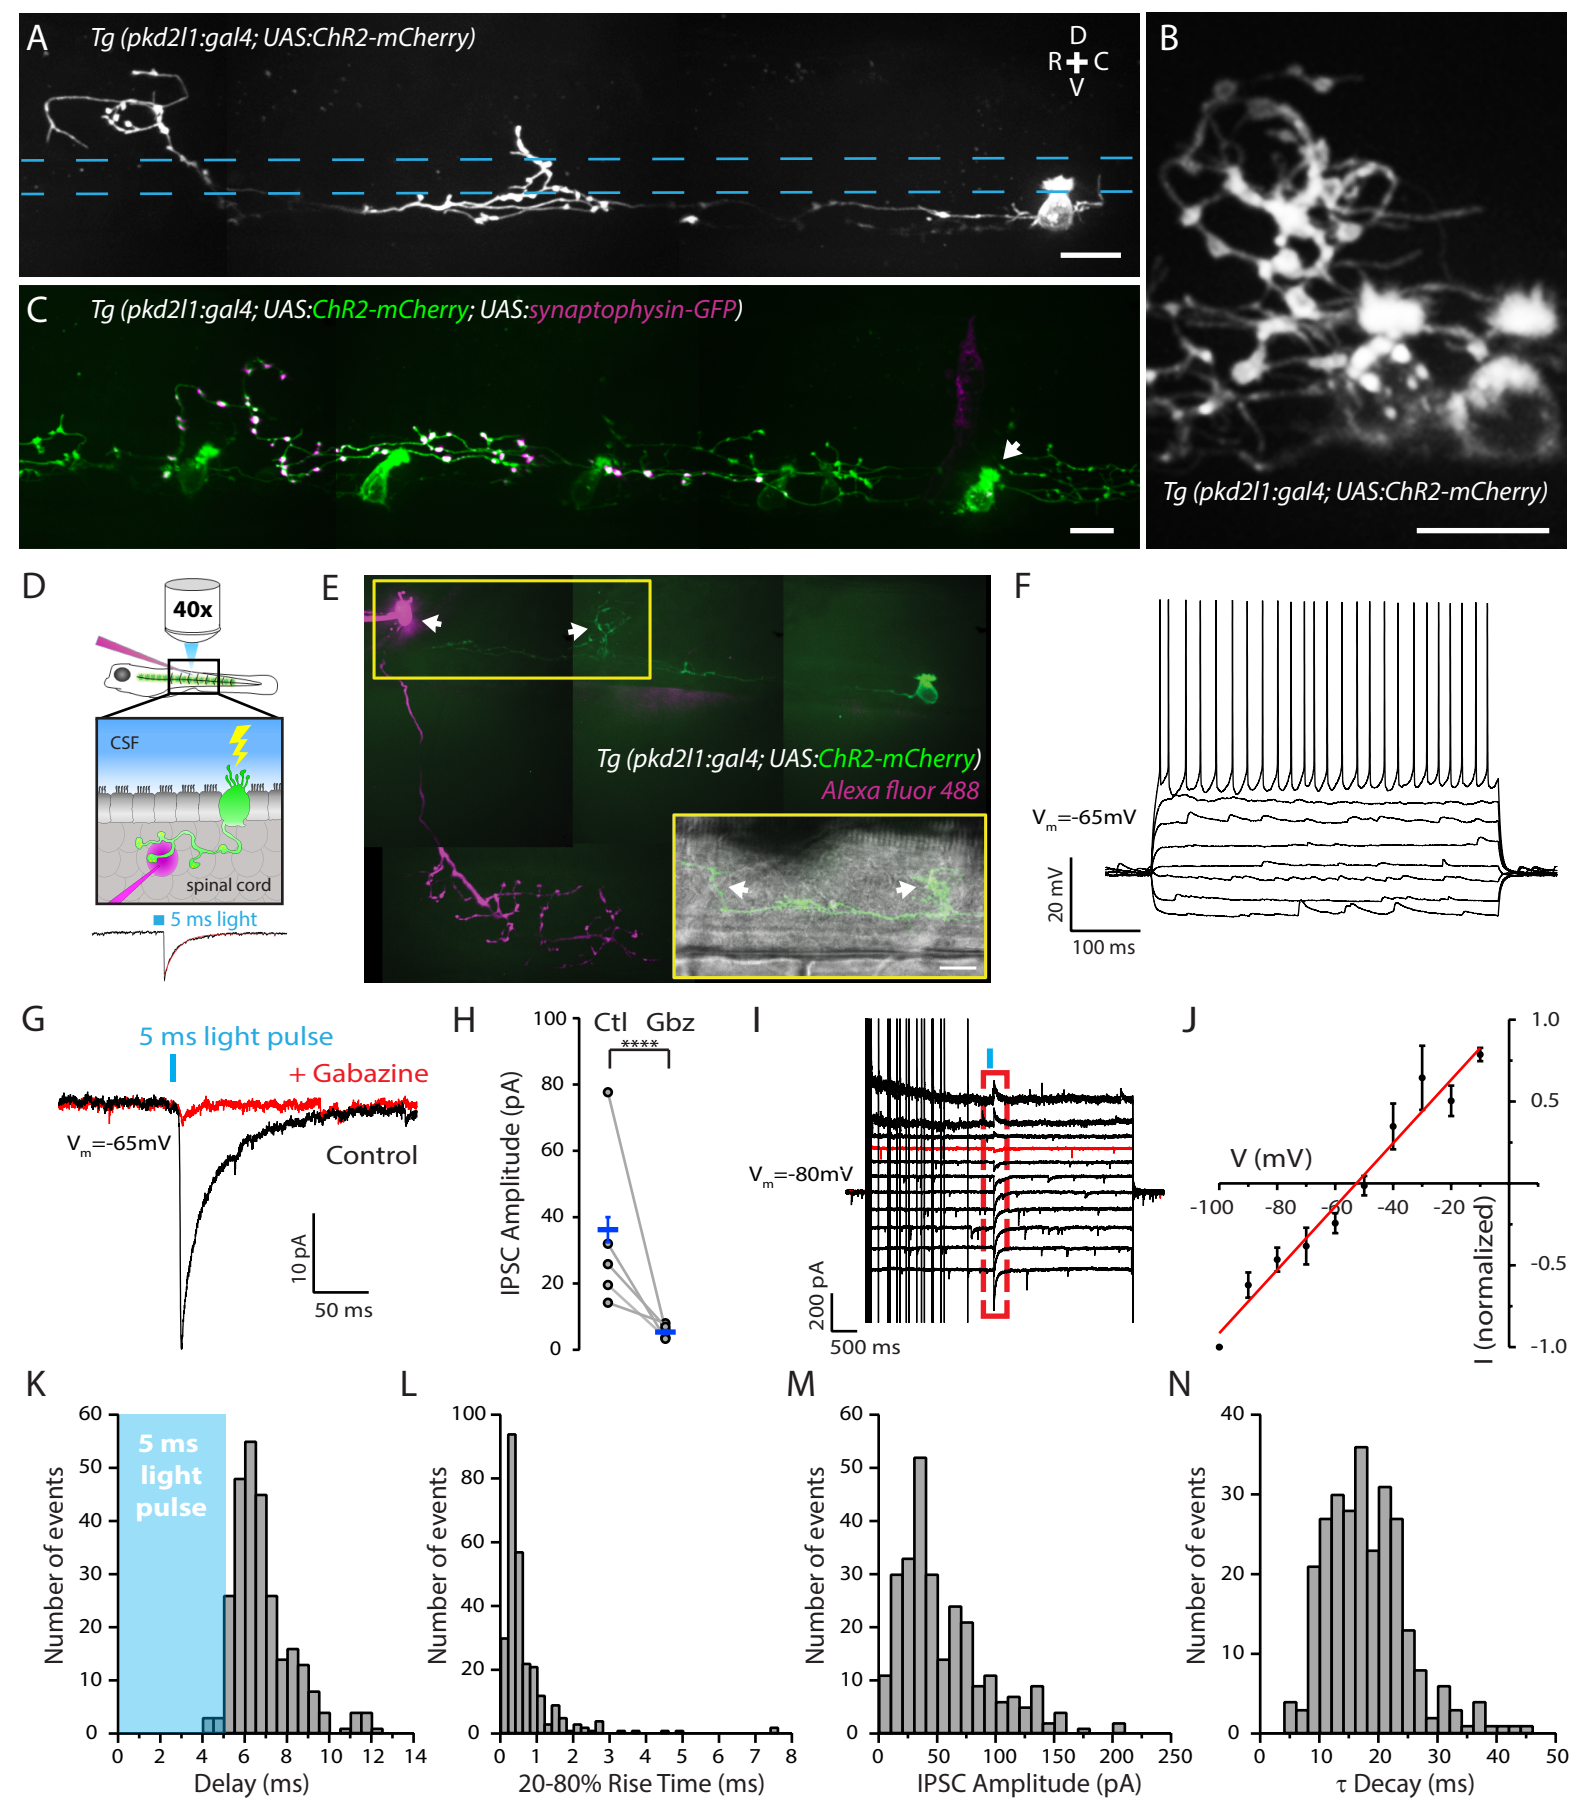 A
Tg (pkd2l1:gal4; UAS:ChR2-mCherry)
D
R C
V
B
Tg (pkd2l1:gal4; UAS:ChR2-mCherry)
C
Tg (pkd2l1:gal4; UAS:ChR2-mCherry; UAS:synaptophysin-GFP)
D
40x
CSF
spinal cord
5 ms light
E
Tg (pkd2l1:gal4; UAS:ChR2-mCherry)
Alexa fluor 488
F
Vm=-65mV
20 mV
100 ms
G
5 ms light pulse
+ Gabazine
Vm=-65mV
Control
10 pA
50 ms
H
Ctl Gbz
****
IPSC Amplitude (pA)
100
80
60
40
20
0
I
Vm=-80mV
200 pA
500 ms
J
V (mV)
I (normalized)
-100 -80 -60 -40 -20
1.0
0.5
-0.5
-1.0
K
5 ms
light
pulse
Number of events
60
50
40
30
20
10
0
0 2 4 6 8 10 12 14
Delay (ms)
L
Number of events
100
80
60
40
20
0
0 1 2 3 4 5 6 7 8
20-80% Rise Time (ms)
M
Number of events
60
50
40
30
20
10
0
0 50 100 150 200 250
IPSC Amplitude (pA)
N
Number of events
40
30
20
10
0
0 10 20 30 40 50
τ Decay (ms)